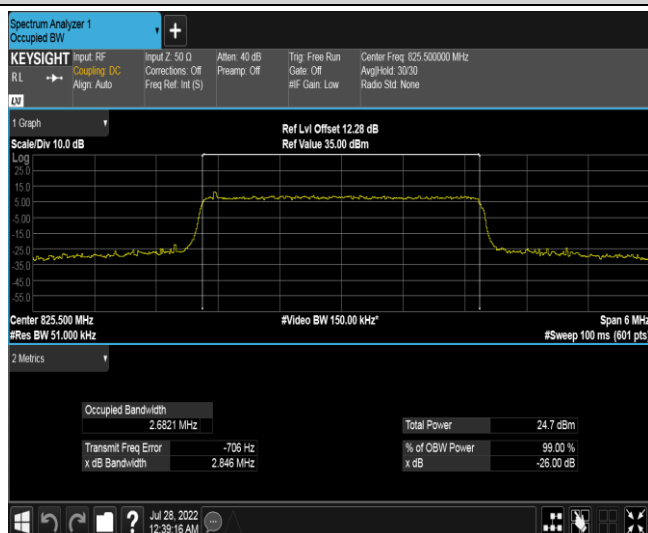 Spectrum Analyzer 1
Occupied BW
+
KEYSIGHT Input: RF Input Z: 50 Ω Atten: 40 dB Trig: Free Run Center Freq: 825.500000 MHz
RL Coupling: DC Corrections: Off Preamp: Off Gate: Off Avg|Hold: 30/30
Align: Auto Freq Ref: Int (S) #IF Gain: Low Radio Std: None
LXI
1 Graph
Ref Lvl Offset 12.28 dB
Scale/Div 10.0 dB Ref Value 35.00 dBm
Log
25.0
15.0
5.00
-5.00
-15.0
-25.0
-35.0
-45.0
-55.0
Center 825.500 MHz #Video BW 150.00 kHz* Span 6 MHz
#Res BW 51.000 kHz #Sweep 100 ms (601 pts)
2 Metrics
Occupied Bandwidth
2.6821 MHz Total Power 24.7 dBm
Transmit Freq Error -706 Hz % of OBW Power 99.00 %
x dB Bandwidth 2.846 MHz x dB -26.00 dB
? Jul 28, 2022
12:39:16 AM